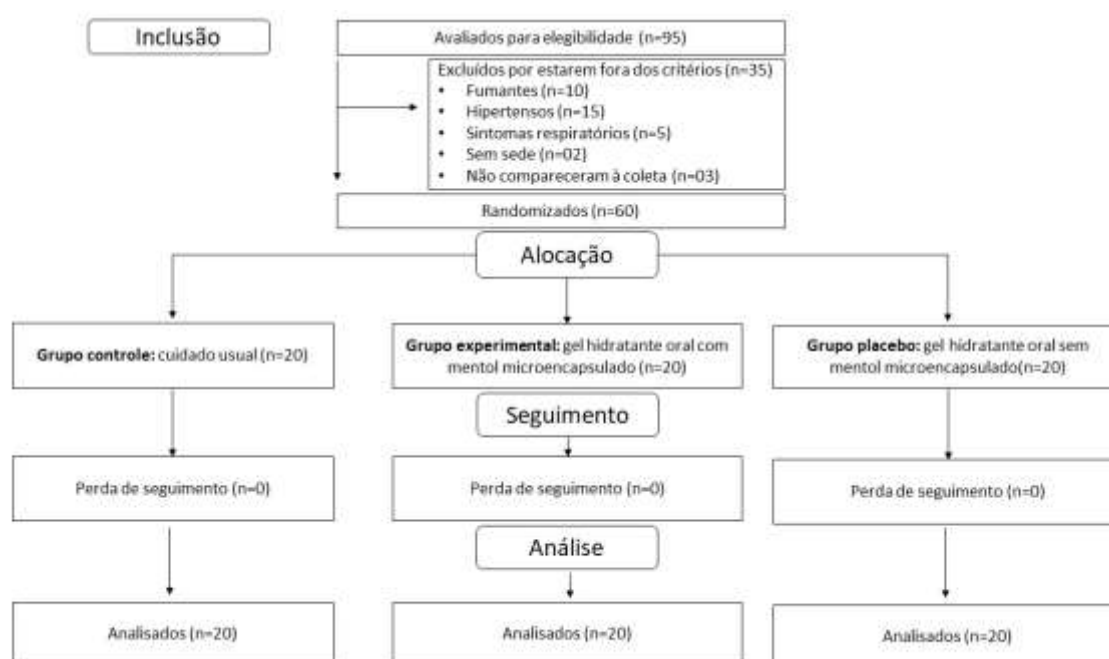 Inclusão
Avaliados para elegibilidade (n=95)
Excluídos por estarem fora dos critérios (n=35)
• Fumantes (n=10)
• Hipertensos (n=15)
• Sintomas respiratórios (n=5)
• Sem sede (n=02)
• Não compareceram à coleta (n=03)
Randomizados (n=60)
Alocação
Grupo controle: cuidado usual (n=20)
Grupo experimental: gel hidratante oral com
mentol microencapsulado (n=20)
Grupo placebo: gel hidratante oral sem
mentol microencapsulado(n=20)
Seguimento
Perda de seguimento (n=0)
Perda de seguimento (n=0)
Perda de seguimento (n=0)
Análise
Analisados (n=20)
Analisados (n=20)
Analisados (n=20)